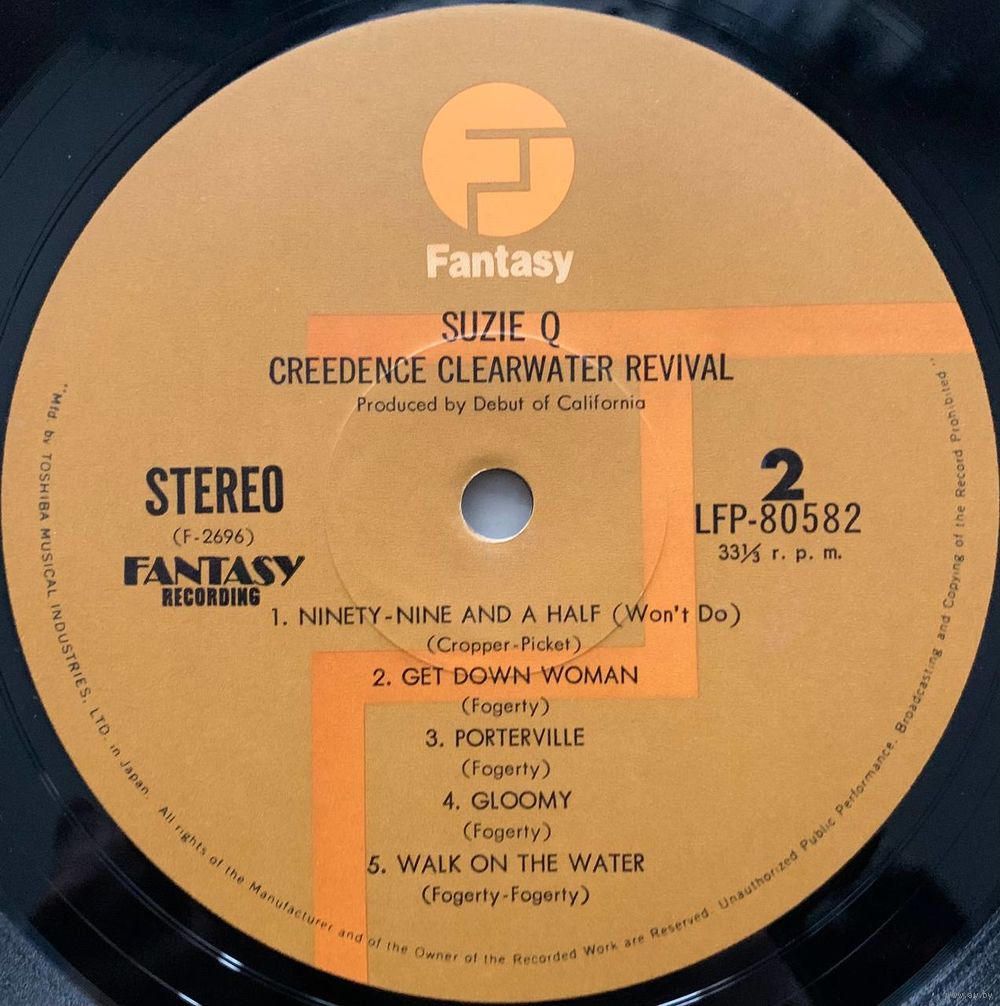 Fantasy
SUZIE Q
CREEDENCE CLEARWATER REVIVAL
Produced by Debut of California
STEREO
(F-2696)
FANTASY
RECORDING
2
LFP-80582
33⅓ r. p. m.
1. NINETY-NINE AND A HALF (Won't Do)
(Cropper-Picket)
2. GET DOWN WOMAN
(Fogerty)
3. PORTERVILLE
(Fogerty)
4. GLOOMY
(Fogerty)
5. WALK ON THE WATER
(Fogerty-Fogerty)
"Mfd by TOSHIBA MUSICAL INDUSTRIES, LTD. in Japan. All rights of the Manufacturer and of the Owner of the Recorded Work are Reserved. Unauthorized Public Performance. Broadcasting and Copying of the Record Prohibited."